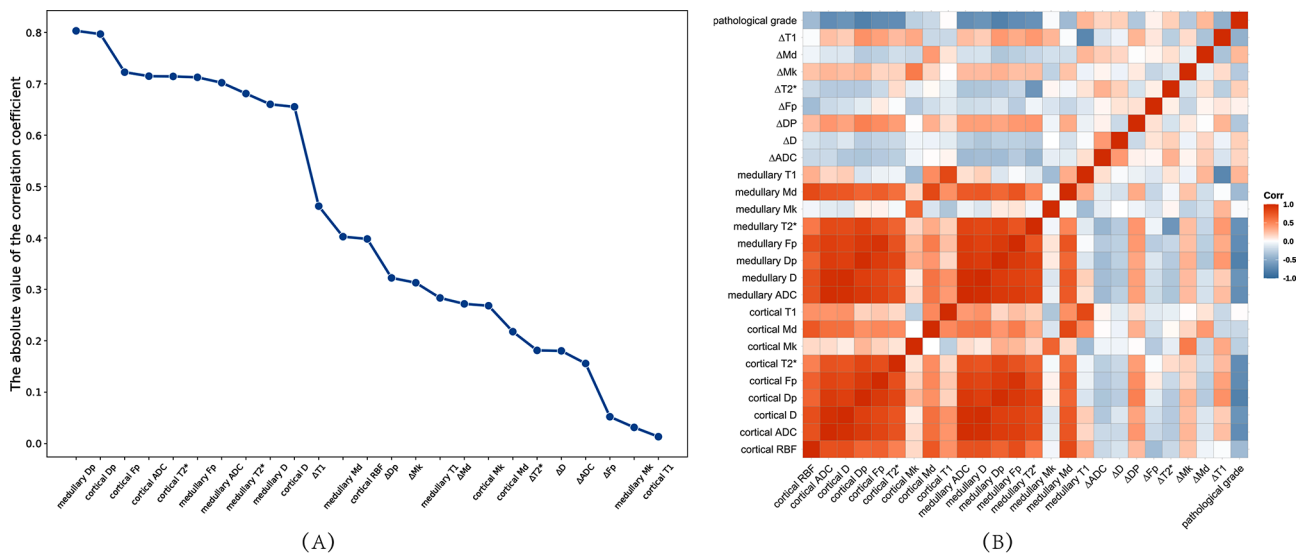 The absolute value of the correlation coefficient
0.8
0.7
0.6
0.5
0.4
0.3
0.2
0.1
0.0
medullary Dp
cortical Dp
cortical Fp
cortical ADC
cortical T2*
medullary Fp
medullary ADC
medullary T2*
medullary D
cortical D
ΔT1
medullary Md
cortical RBF
ΔDp
ΔMk
medullary T1
ΔMd
cortical Mk
cortical Md
ΔT2*
ΔD
ΔADC
ΔFp
medullary Mk
cortical T1
(A)
pathological grade
ΔT1
ΔMd
ΔMk
ΔT2*
ΔFp
ΔDP
ΔD
ΔADC
medullary T1
medullary Md
medullary Mk
medullary T2*
medullary Fp
medullary Dp
medullary D
medullary ADC
cortical T1
cortical Md
cortical Mk
cortical T2*
cortical Fp
cortical Dp
cortical D
cortical ADC
cortical RBF
cortical RBF
cortical ADC
cortical D
cortical Dp
cortical Fp
cortical T2*
cortical Mk
cortical Md
cortical T1
medullary ADC
medullary D
medullary Dp
medullary Fp
medullary T2*
medullary Mk
medullary Md
medullary T1
ΔADC
ΔD
ΔDP
ΔFp
ΔT2*
ΔMk
ΔMd
ΔT1
pathological grade
Corr
1.0
0.5
0.0
-0.5
-1.0
(B)